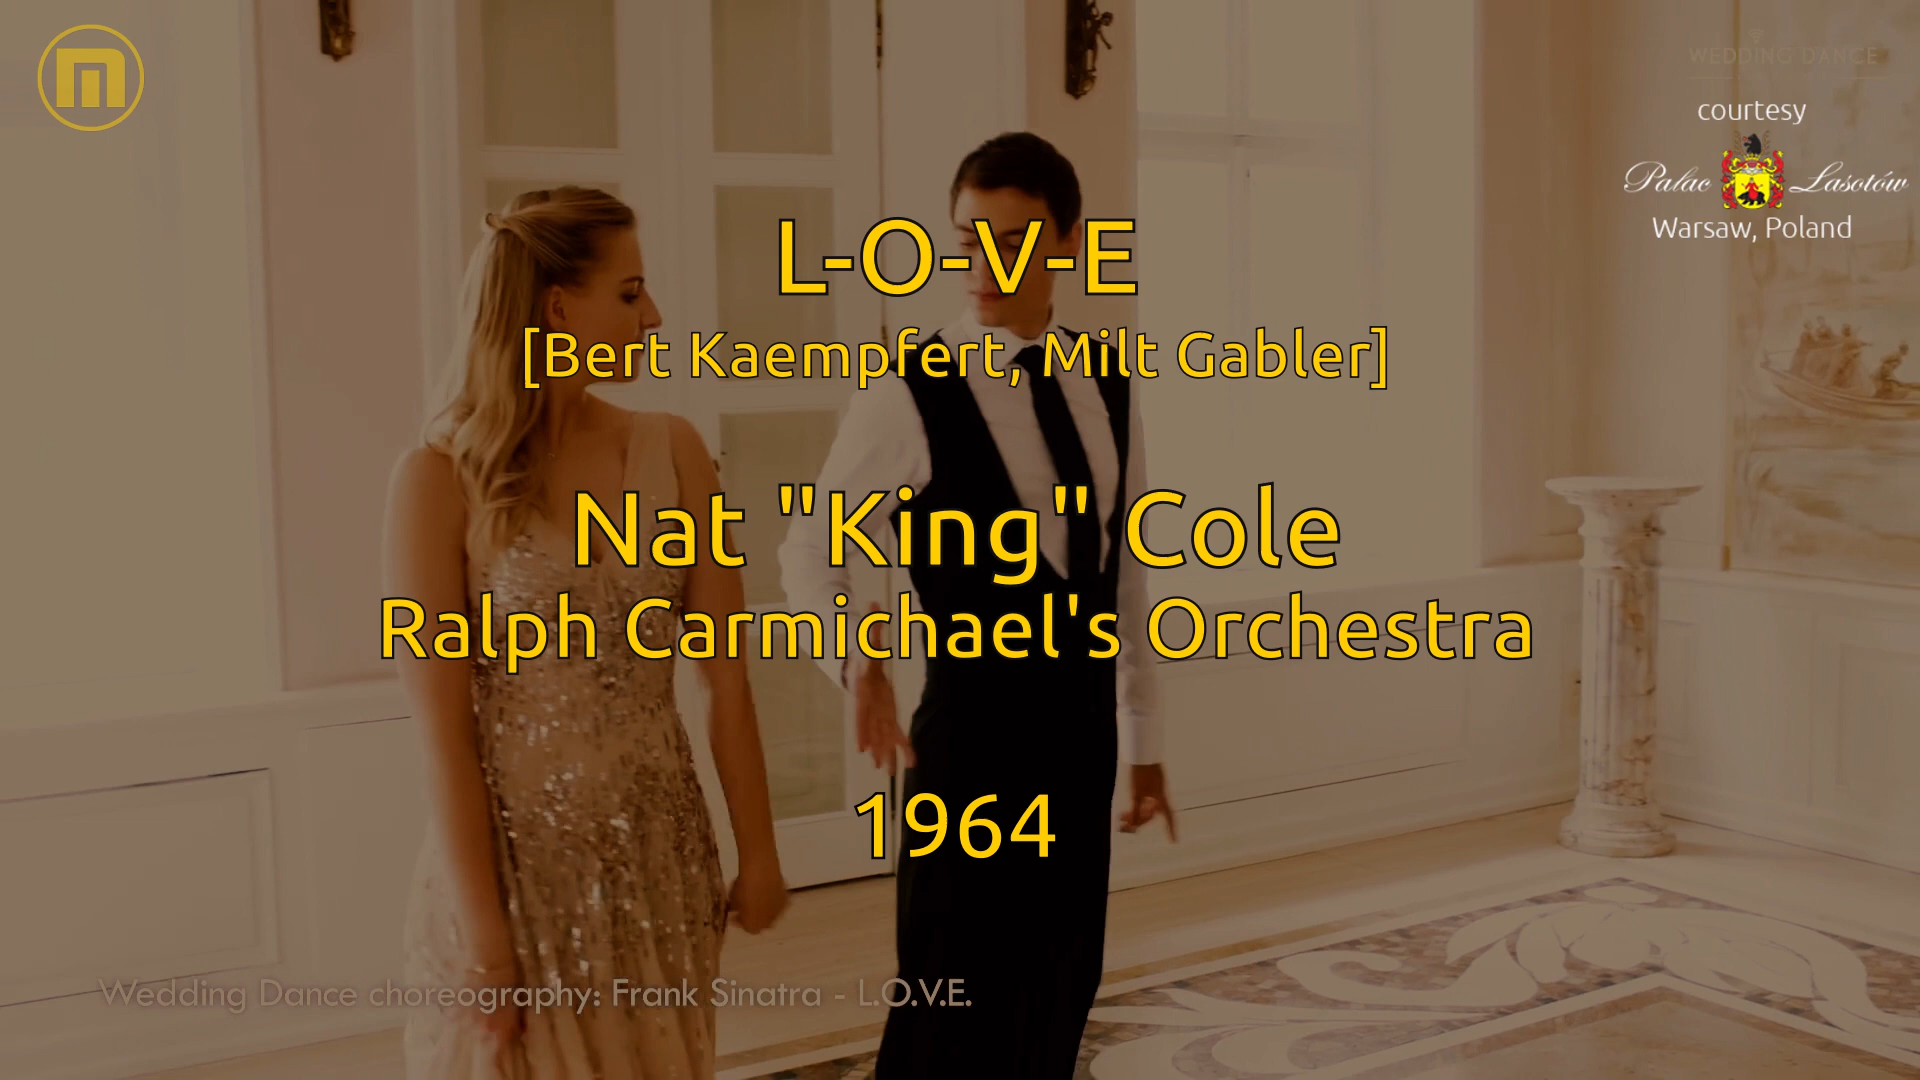 WEDDING DANCE
courtesy
Pałac Lasotów
Warsaw, Poland
L-O-V-E
[Bert Kaempfert, Milt Gabler]
Nat "King" Cole
Ralph Carmichael's Orchestra
1964
Wedding Dance choreography: Frank Sinatra - L.O.V.E.